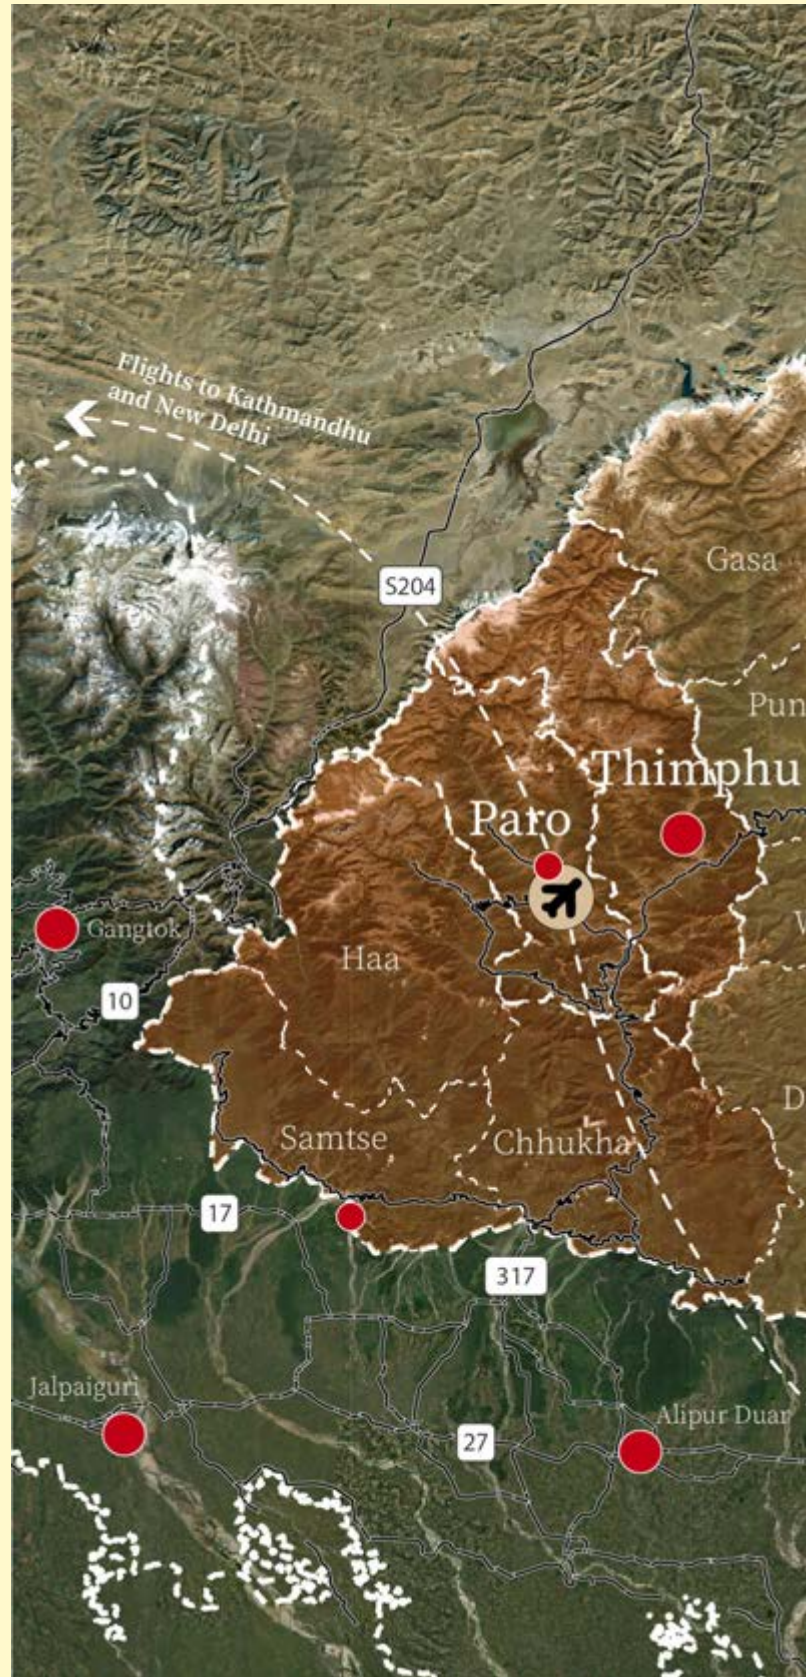 Flights to Kathmandhu
and New Delhi
S204
Gasa
Pun
Thimphu
Paro
Gangtok
Haa
10
Samtse
Chhukha
D
17
317
Jalpaiguri
Alipur Duar
27